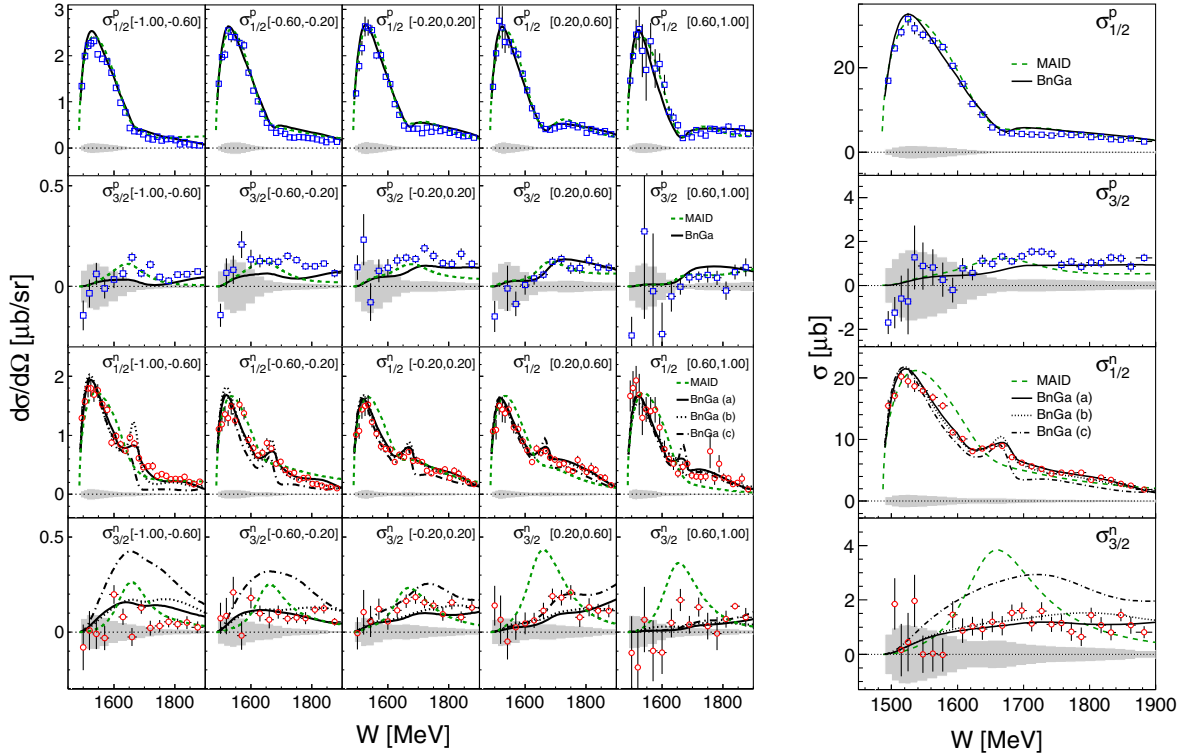 σ^p_1/2 [-1.00,-0.60]
σ^p_1/2 [-0.60,-0.20]
σ^p_1/2 [-0.20,0.20]
σ^p_1/2 [0.20,0.60]
σ^p_1/2 [0.60,1.00]
3
2
1
0
σ^p_3/2 [-1.00,-0.60]
σ^p_3/2 [-0.60,-0.20]
σ^p_3/2 [-0.20,0.20]
σ^p_3/2 [0.20,0.60]
σ^p_3/2 [0.60,1.00]
MAID
BnGa
0.5
0
dσ/dΩ [μb/sr]
σ^n_1/2 [-1.00,-0.60]
σ^n_1/2 [-0.60,-0.20]
σ^n_1/2 [-0.20,0.20]
σ^n_1/2 [0.20,0.60]
σ^n_1/2 [0.60,1.00]
MAID
BnGa (a)
BnGa (b)
BnGa (c)
2
1
0
σ^n_3/2 [-1.00,-0.60]
σ^n_3/2 [-0.60,-0.20]
σ^n_3/2 [-0.20,0.20]
σ^n_3/2 [0.20,0.60]
σ^n_3/2 [0.60,1.00]
0.5
0
1600 1800 1600 1800 1600 1800 1600 1800 1600 1800
W [MeV]
σ^p_1/2
MAID
BnGa
20
0
σ^p_3/2
4
2
0
-2
σ [μb]
σ^n_1/2
MAID
BnGa (a)
BnGa (b)
BnGa (c)
20
10
0
σ^n_3/2
4
2
0
1500 1600 1700 1800 1900
W [MeV]